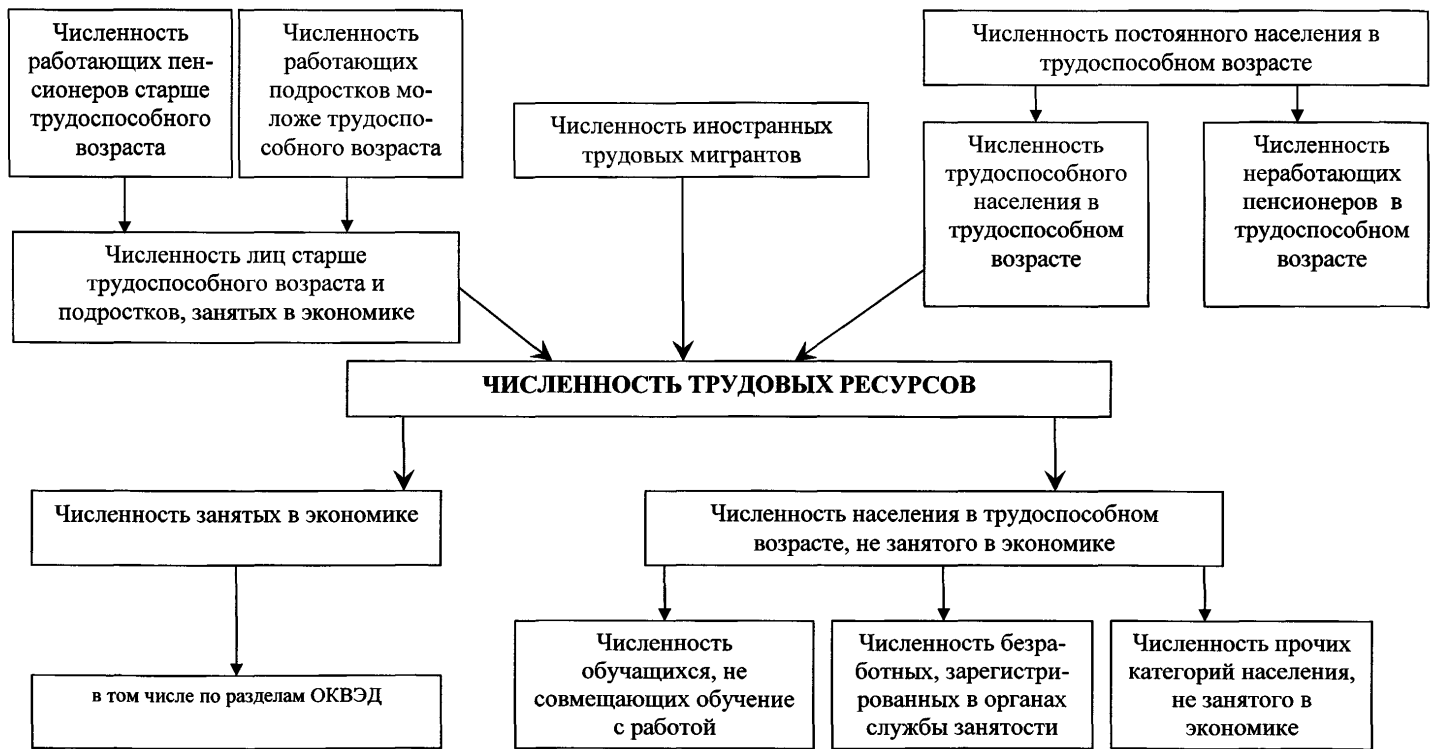 Численность
работающих пен-
сионеров старше
трудоспособного
возраста
Численность
работающих
подростков мо-
ложе трудоспо-
собного возраста
Численность иностранных
трудовых мигрантов
Численность постоянного населения в
трудоспособном возрасте
Численность
трудоспособного
населения в
трудоспособном
возрасте
Численность
неработающих
пенсионеров в
трудоспособном
возрасте
Численность лиц старше
трудоспособного возраста и
подростков, занятых в экономике
ЧИСЛЕННОСТЬ ТРУДОВЫХ РЕСУРСОВ
Численность занятых в экономике
Численность населения в трудоспособном
возрасте, не занятого в экономике
в том числе по разделам ОКВЭД
Численность
обучащихся, не
совмещающих обучение
с работой
Численность безра-
ботных, зарегистри-
рованных в органах
службы занятости
Численность прочих
категорий населения,
не занятого в
экономике